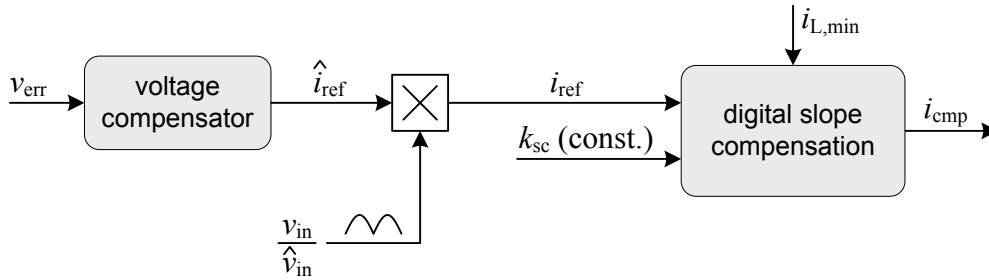 v_err
voltage
compensator
î_ref
i_ref
k_sc (const.)
i_L,min
digital slope
compensation
i_cmp
v_in
v̂_in